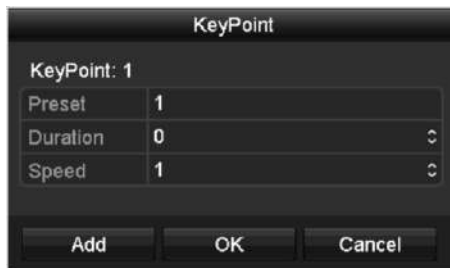 KeyPoint
KeyPoint: 1
Preset 1
Duration 0
Speed 1
Add OK Cancel